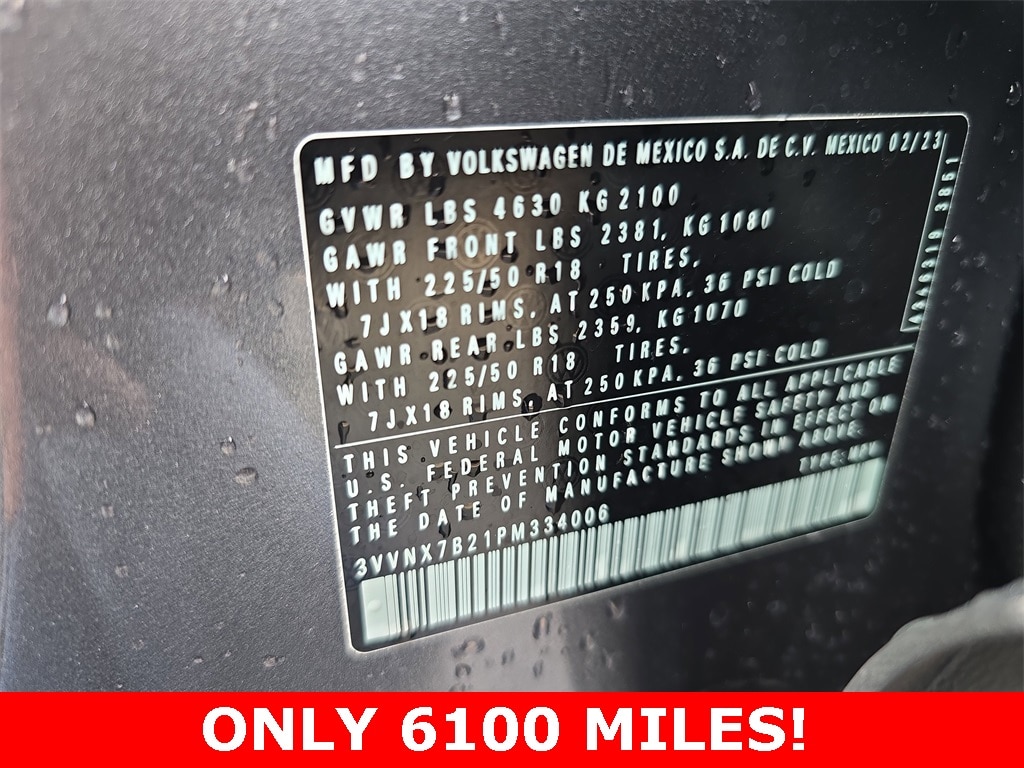 MFD BY VOLKSWAGEN DE MEXICO S.A. DE C.V. MEXICO 02/23
GVWR LBS 4630 KG 2100
GAWR FRONT LBS 2381, KG 1080
WITH 225/50 R18 TIRES,
7JX18 RIMS, AT 250 KPA, 36 PSI COLD
GAWR REAR LBS 2359, KG 1070
WITH 225/50 R18 TIRES,
7JX18 RIMS, AT 250 KPA, 36 PSI COLD
THIS VEHICLE CONFORMS TO ALL APPLICABLE
U.S. FEDERAL MOTOR VEHICLE SAFETY AND
THEFT PREVENTION STANDARDS IN EFFECT ON
THE DATE OF MANUFACTURE SHOWN ABOVE.
3VVNX7B21PM334006
TYPE:
3851
ONLY 6100 MILES!